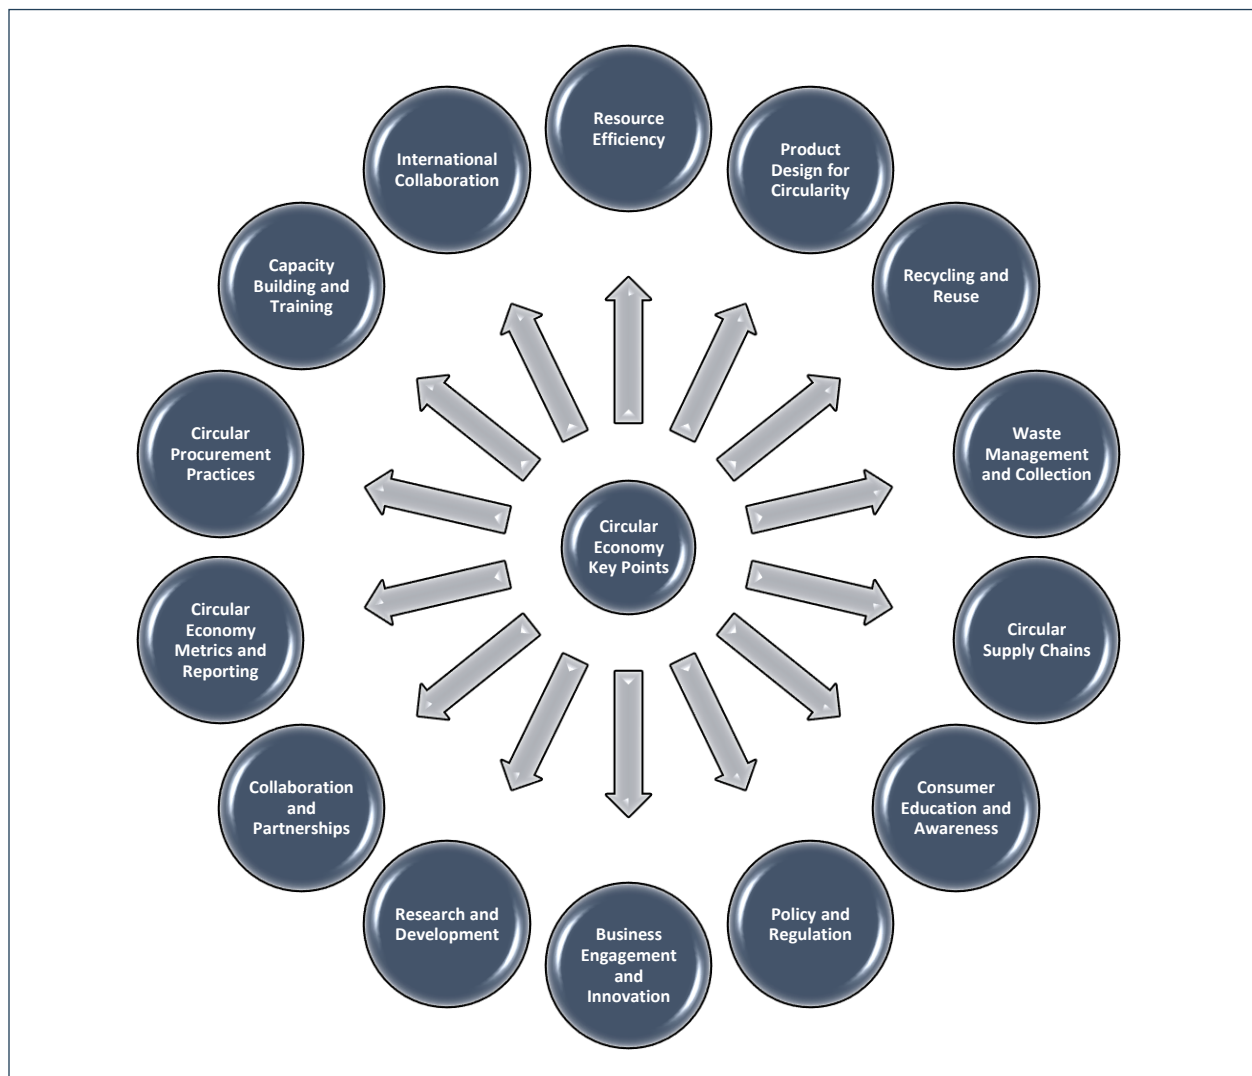 Resource
Efficiency
Product
Design for
Circularity
Recycling and
Reuse
Waste
Management
and Collection
Circular
Supply Chains
Consumer
Education and
Awareness
Policy and
Regulation
Business
Engagement
and
Innovation
Research and
Development
Collaboration
and
Partnerships
Circular
Economy
Metrics and
Reporting
Circular
Procurement
Practices
Capacity
Building and
Training
International
Collaboration
Circular
Economy
Key Points